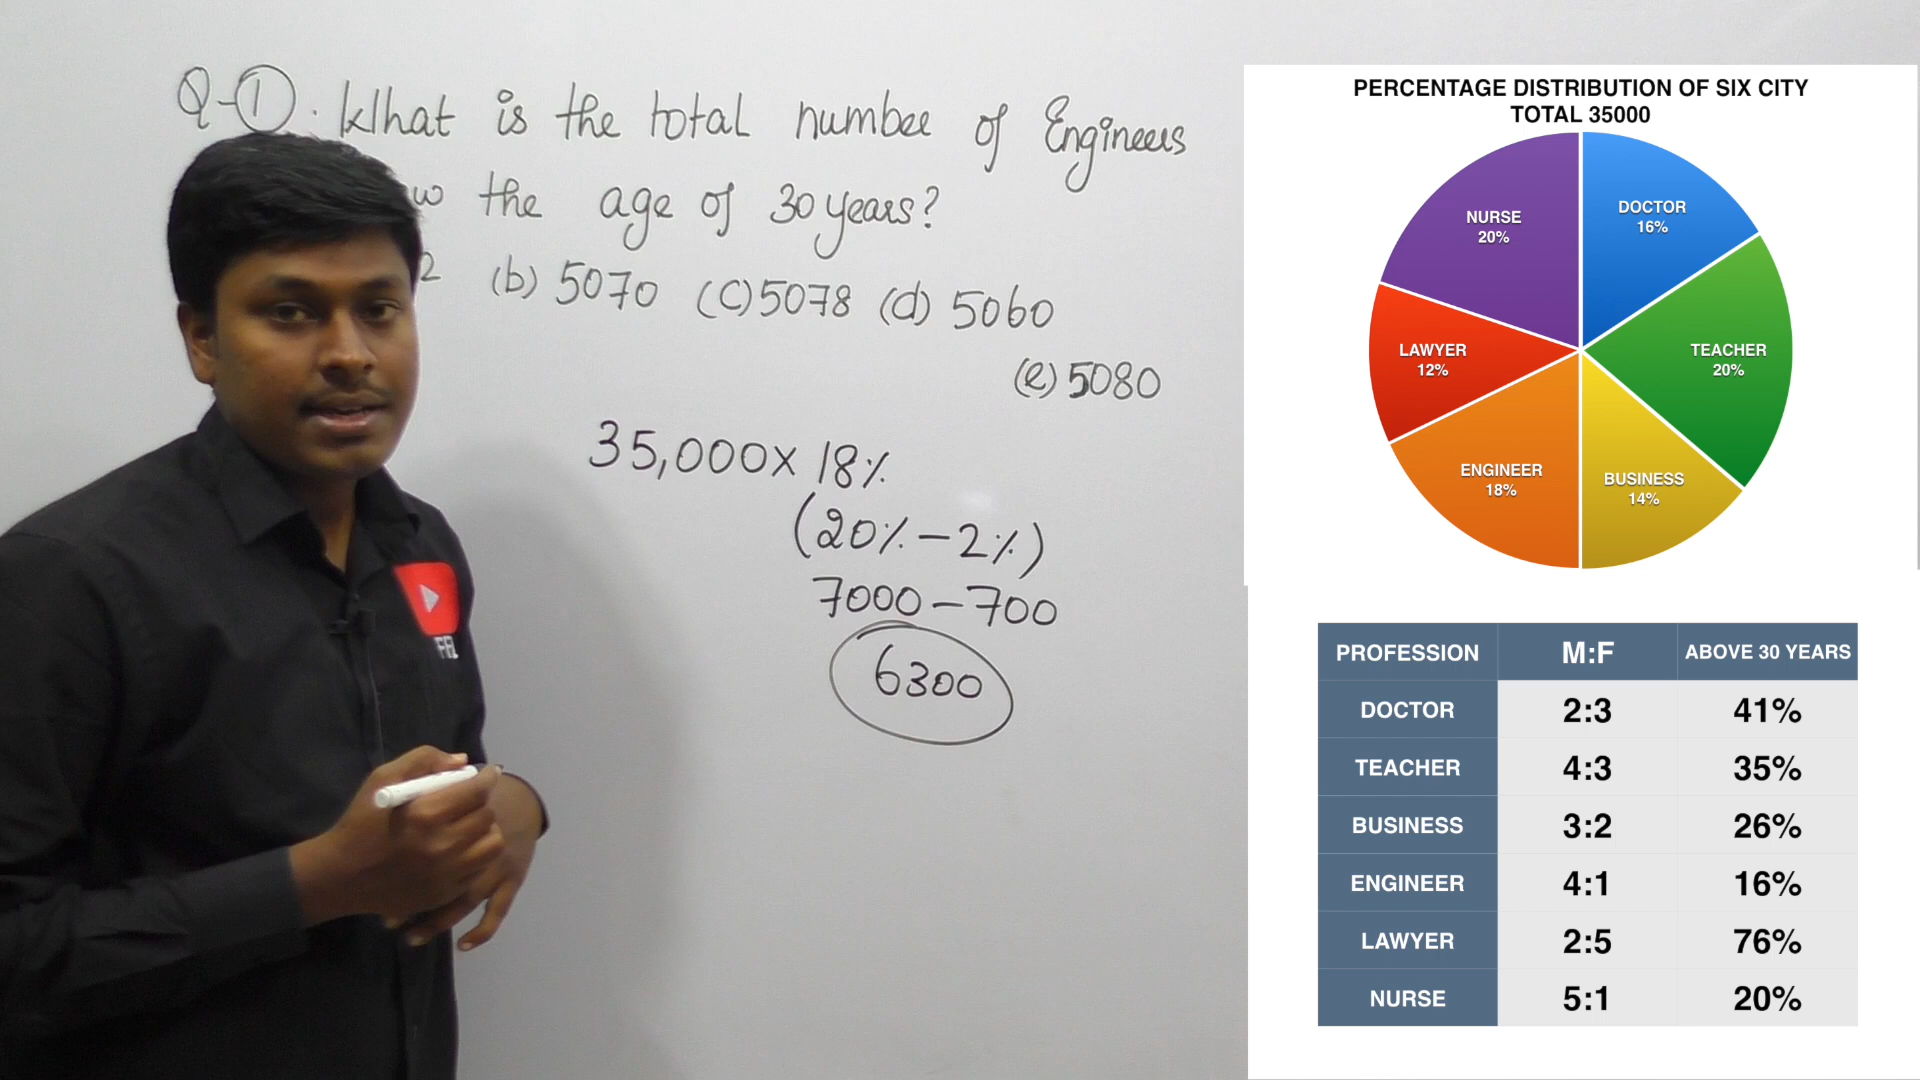 Q-1. What is the total number of Engineers
the age of 30 years?
2 (b) 5070 (c) 5078 (d) 5060
(e) 5080
35,000 x 18%
(20% - 2%)
7000 - 700
6300
PERCENTAGE DISTRIBUTION OF SIX CITY
TOTAL 35000
NURSE
20%
DOCTOR
16%
LAWYER
12%
TEACHER
20%
ENGINEER
18%
BUSINESS
14%
PROFESSION M:F ABOVE 30 YEARS
DOCTOR 2:3 41%
TEACHER 4:3 35%
BUSINESS 3:2 26%
ENGINEER 4:1 16%
LAWYER 2:5 76%
NURSE 5:1 20%